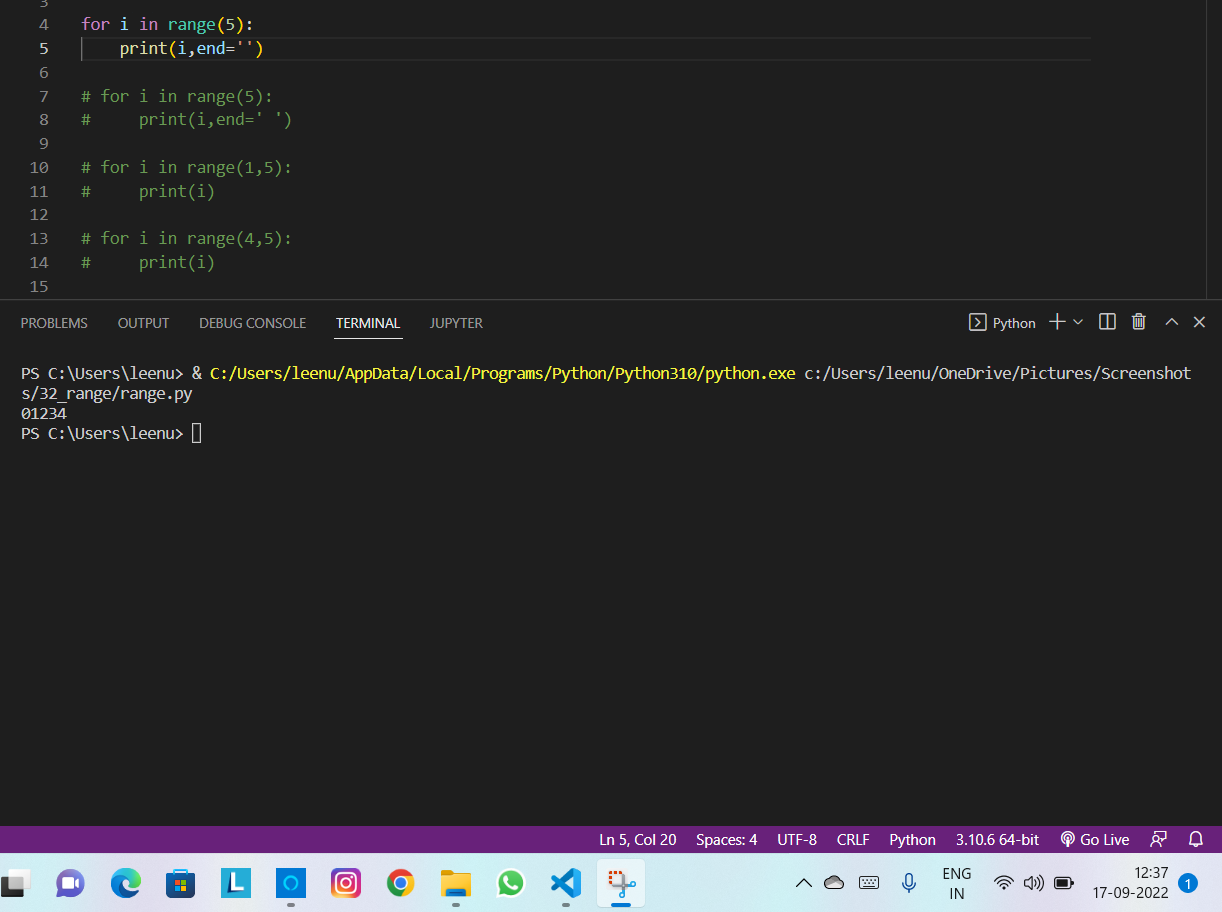 3
4 for i in range(5):
5     print(i,end='')
6
7 # for i in range(5):
8 #     print(i,end=' ')
9
10 # for i in range(1,5):
11 #     print(i)
12
13 # for i in range(4,5):
14 #     print(i)
15
PROBLEMS OUTPUT DEBUG CONSOLE TERMINAL JUPYTER Python
PS C:\Users\leenu> & C:/Users/leenu/AppData/Local/Programs/Python/Python310/python.exe c:/Users/leenu/OneDrive/Pictures/Screenshot
s/32_range/range.py
01234
PS C:\Users\leenu>
Ln 5, Col 20 Spaces: 4 UTF-8 CRLF Python 3.10.6 64-bit Go Live
L ENG 12:37
IN 17-09-2022 1